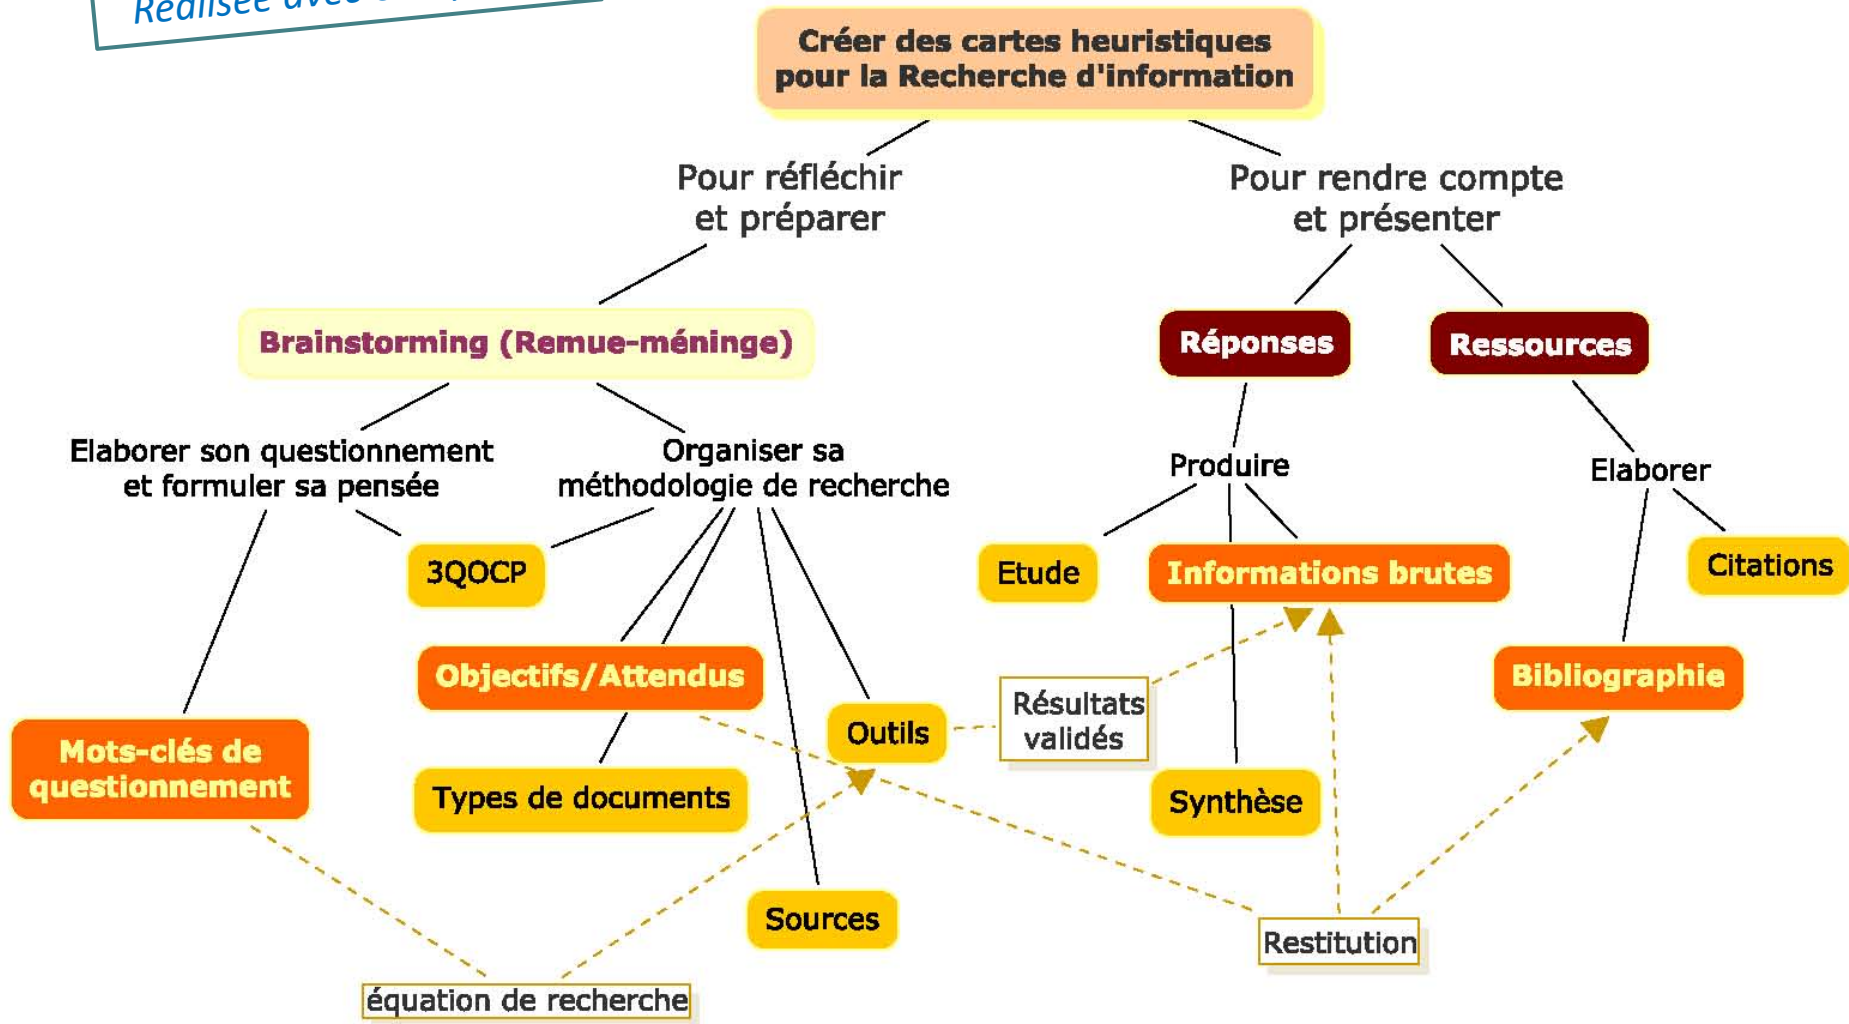 Réalisée avec
Créer des cartes heuristiques
pour la Recherche d'information
Pour réfléchir
et préparer
Pour rendre compte
et présenter
Brainstorming (Remue-méninge)
Réponses
Ressources
Elaborer son questionnement
et formuler sa pensée
Organiser sa
méthodologie de recherche
Produire
Elaborer
3QOCP
Etude
Informations brutes
Citations
Objectifs/Attendus
Bibliographie
Résultats
validés
Outils
Mots-clés de
questionnement
Types de documents
Synthèse
Sources
Restitution
équation de recherche